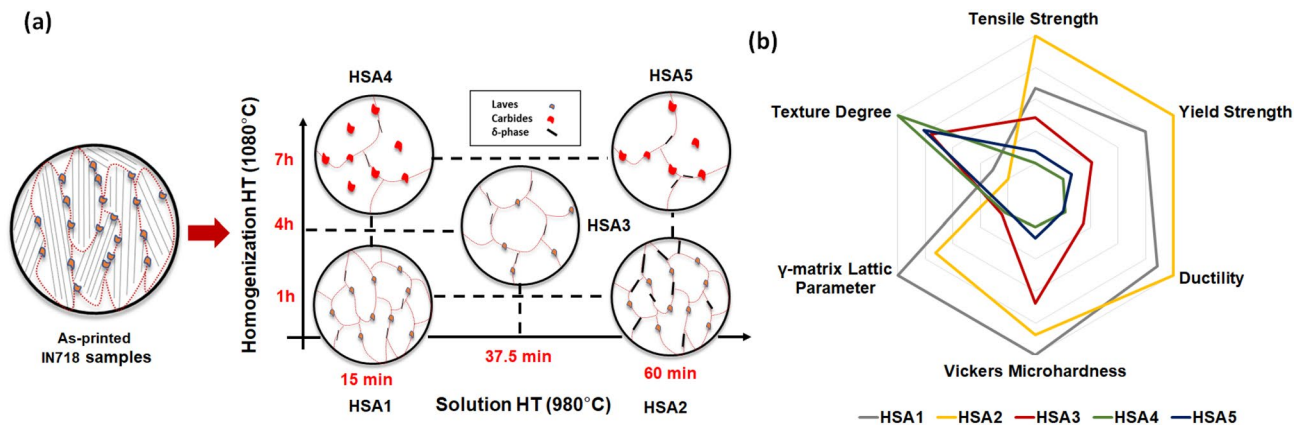 (a)
As-printed
IN718 samples
Homogenization HT (1080°C)
7h
4h
1h
HSA4
HSA5
Laves
Carbides
δ-phase
HSA3
15 min
37.5 min
60 min
HSA1
Solution HT (980°C)
HSA2
(b)
Tensile Strength
Texture Degree
Yield Strength
γ-matrix Lattic
Parameter
Ductility
Vickers Microhardness
HSA1
HSA2
HSA3
HSA4
HSA5